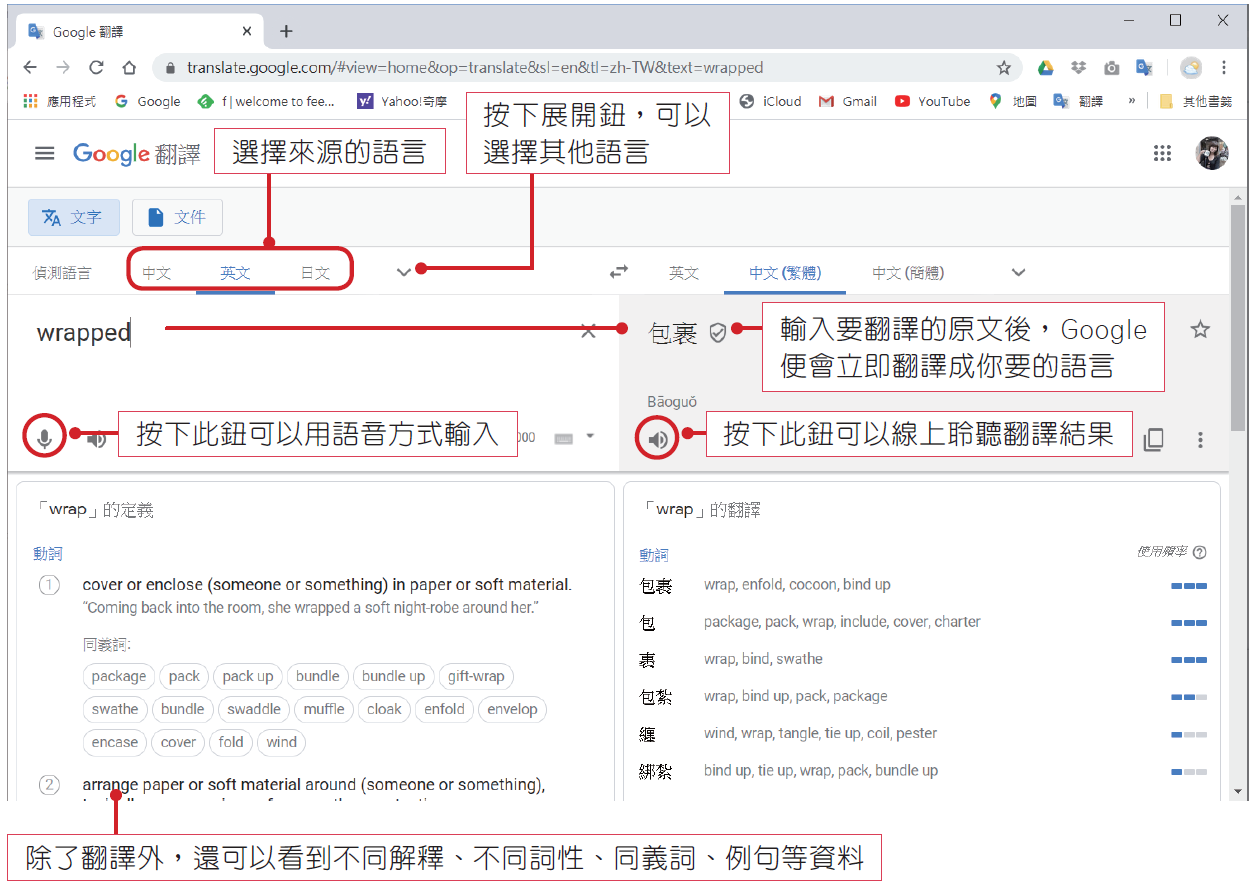 Google 翻譯
translate.google.com/#view=home&op=translate&sl=en&tl=zh-TW&text=wrapped
應用程式 Google f | welcome to fee... Yahoo!奇摩 iCloud Gmail YouTube 地圖 翻譯 » 其他書籤
按下展開鈕，可以
選擇其他語言
Google 翻譯
選擇來源的語言
文字 文件
偵測語言 中文 英文 日文 英文 中文 (繁體) 中文 (簡體)
wrapped
包裹
輸入要翻譯的原文後，Google
便會立即翻譯成你要的語言
Bāoguǒ
按下此鈕可以用語音方式輸入
000
按下此鈕可以線上聆聽翻譯結果
「wrap」的定義
動詞
1 cover or enclose (someone or something) in paper or soft material.
“Coming back into the room, she wrapped a soft night-robe around her.”
同義詞:
package pack pack up bundle bundle up gift-wrap
swathe bundle swaddle muffle cloak enfold envelop
encase cover fold wind
2 arrange paper or soft material around (someone or something),
「wrap」的翻譯
動詞 使用頻率
包裹 wrap, enfold, cocoon, bind up
包 package, pack, wrap, include, cover, charter
裹 wrap, bind, swathe
包紮 wrap, bind up, pack, package
纏 wind, wrap, tangle, tie up, coil, pester
綁紮 bind up, tie up, wrap, pack, bundle up
除了翻譯外，還可以看到不同解釋、不同詞性、同義詞、例句等資料